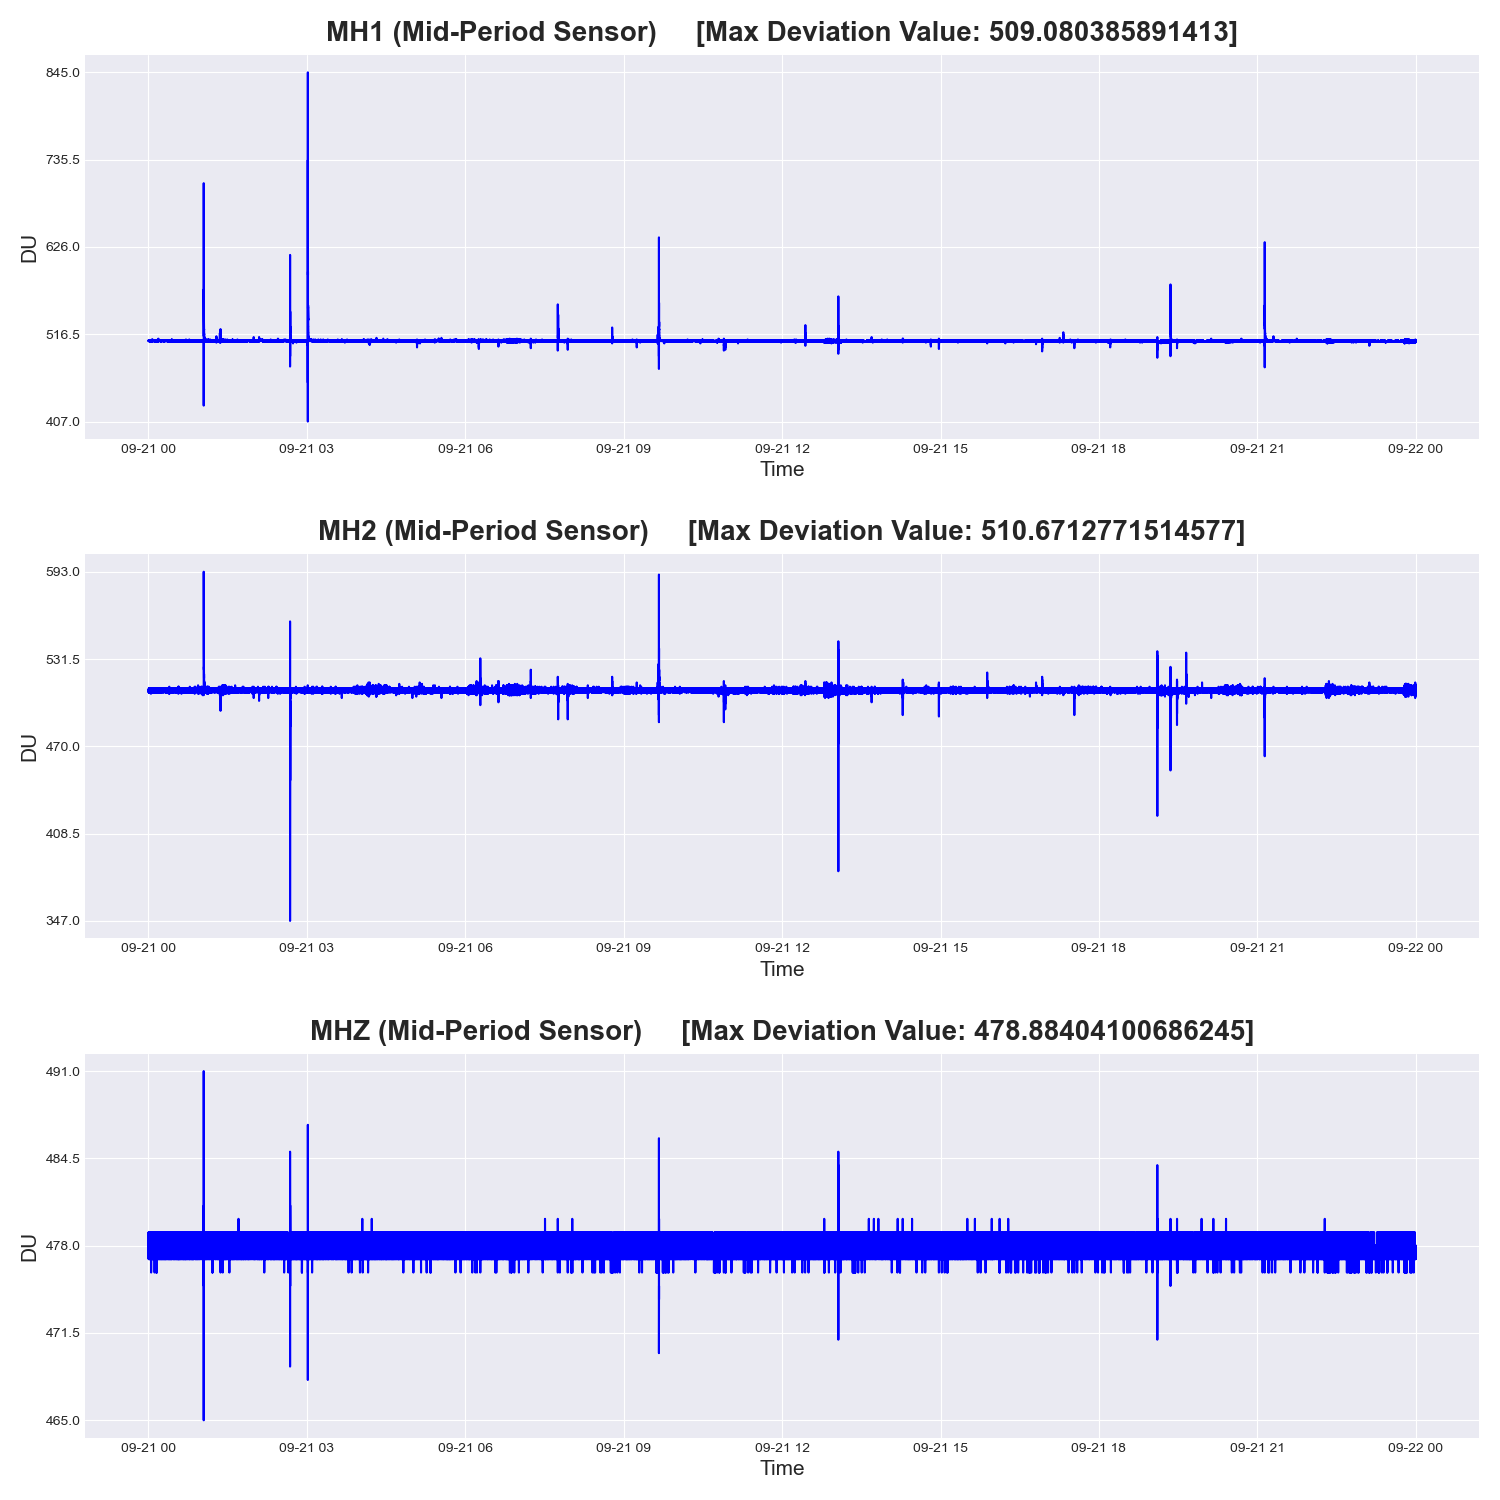 MH1 (Mid-Period Sensor) [Max Deviation Value: 509.080385891413]
845.0
735.5
626.0
516.5
407.0
DU
09-21 00 09-21 03 09-21 06 09-21 09 09-21 12 09-21 15 09-21 18 09-21 21 09-22 00
Time
MH2 (Mid-Period Sensor) [Max Deviation Value: 510.6712771514577]
593.0
531.5
470.0
408.5
347.0
DU
09-21 00 09-21 03 09-21 06 09-21 09 09-21 12 09-21 15 09-21 18 09-21 21 09-22 00
Time
MHZ (Mid-Period Sensor) [Max Deviation Value: 478.88404100686245]
491.0
484.5
478.0
471.5
465.0
DU
09-21 00 09-21 03 09-21 06 09-21 09 09-21 12 09-21 15 09-21 18 09-21 21 09-22 00
Time